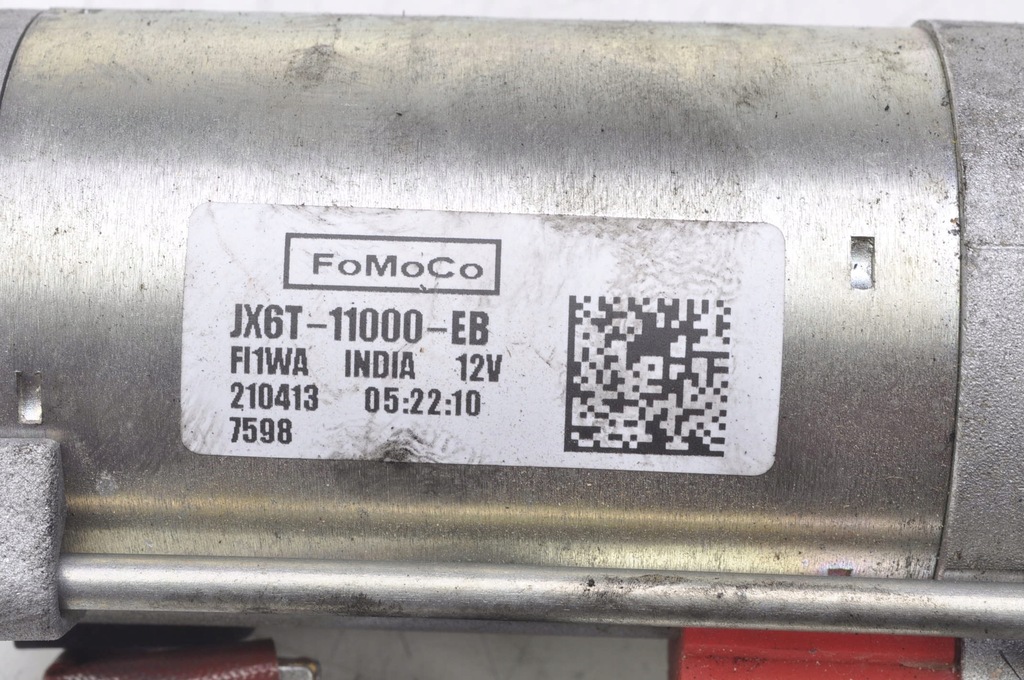 FoMoCo
JX6T-11000-EB
FI1WA INDIA 12V
210413 05:22:10
7598